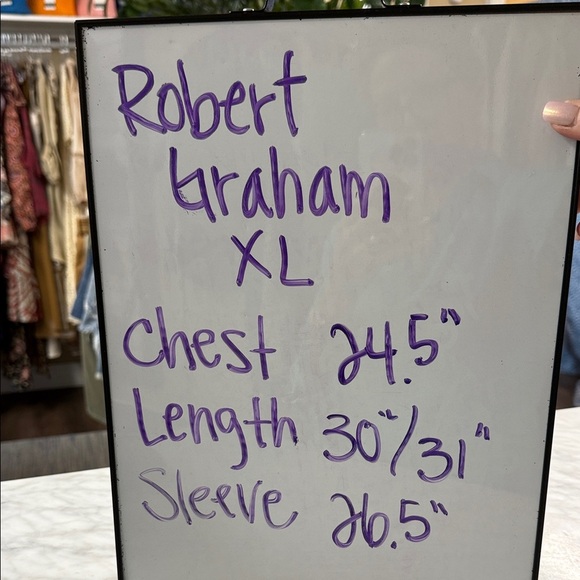 Robert
Graham
XL
Chest 24.5"
Length 30"/31"
Sleeve 26.5"